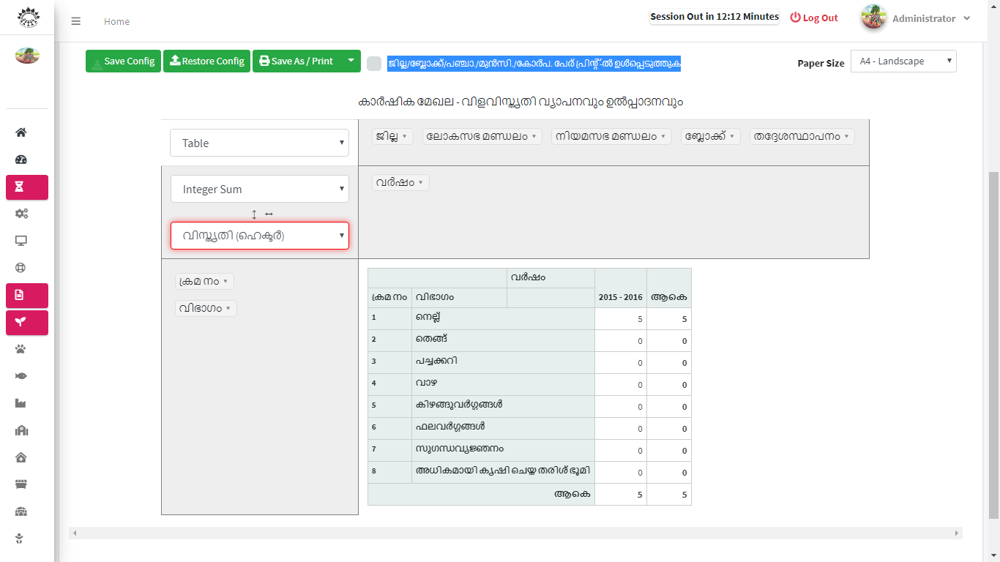 Home
Session Out in 12:12 Minutes
Log Out
Administrator
Save Config
Restore Config
Save As / Print
ജില്ല/ബ്ലോക്ക്/പഞ്ചാ./മുൻസി./കോർപ. പേര് പ്രിന്റ്-ൽ ഉൾപ്പെടുത്തുക
Paper Size
A4 - Landscape
കാർഷിക മേഖല - വിളവിസ്തൃതി വ്യാപനവും ഉൽപ്പാദനവും
Table
ജില്ല ലോകസഭ മണ്ഡലം നിയമസഭ മണ്ഡലം ബ്ലോക്ക് തദ്ദേശസ്ഥാപനം
Integer Sum
വർഷം
വിസ്തൃതി (ഹെക്ടർ)
ക്രമ നം
വിഭാഗം
വർഷം
ക്രമ നം വിഭാഗം 2015 - 2016 ആകെ
1 നെല്ല് 5 5
2 തെങ്ങ് 0 0
3 പച്ചക്കറി 0 0
4 വാഴ 0 0
5 കിഴങ്ങുവർഗ്ഗങ്ങൾ 0 0
6 ഫലവർഗ്ഗങ്ങൾ 0 0
7 സുഗന്ധവ്യജ്ഞനം 0 0
8 അധികമായി കൃഷി ചെയ്ത തരിശ് ഭൂമി 0 0
ആകെ 5 5